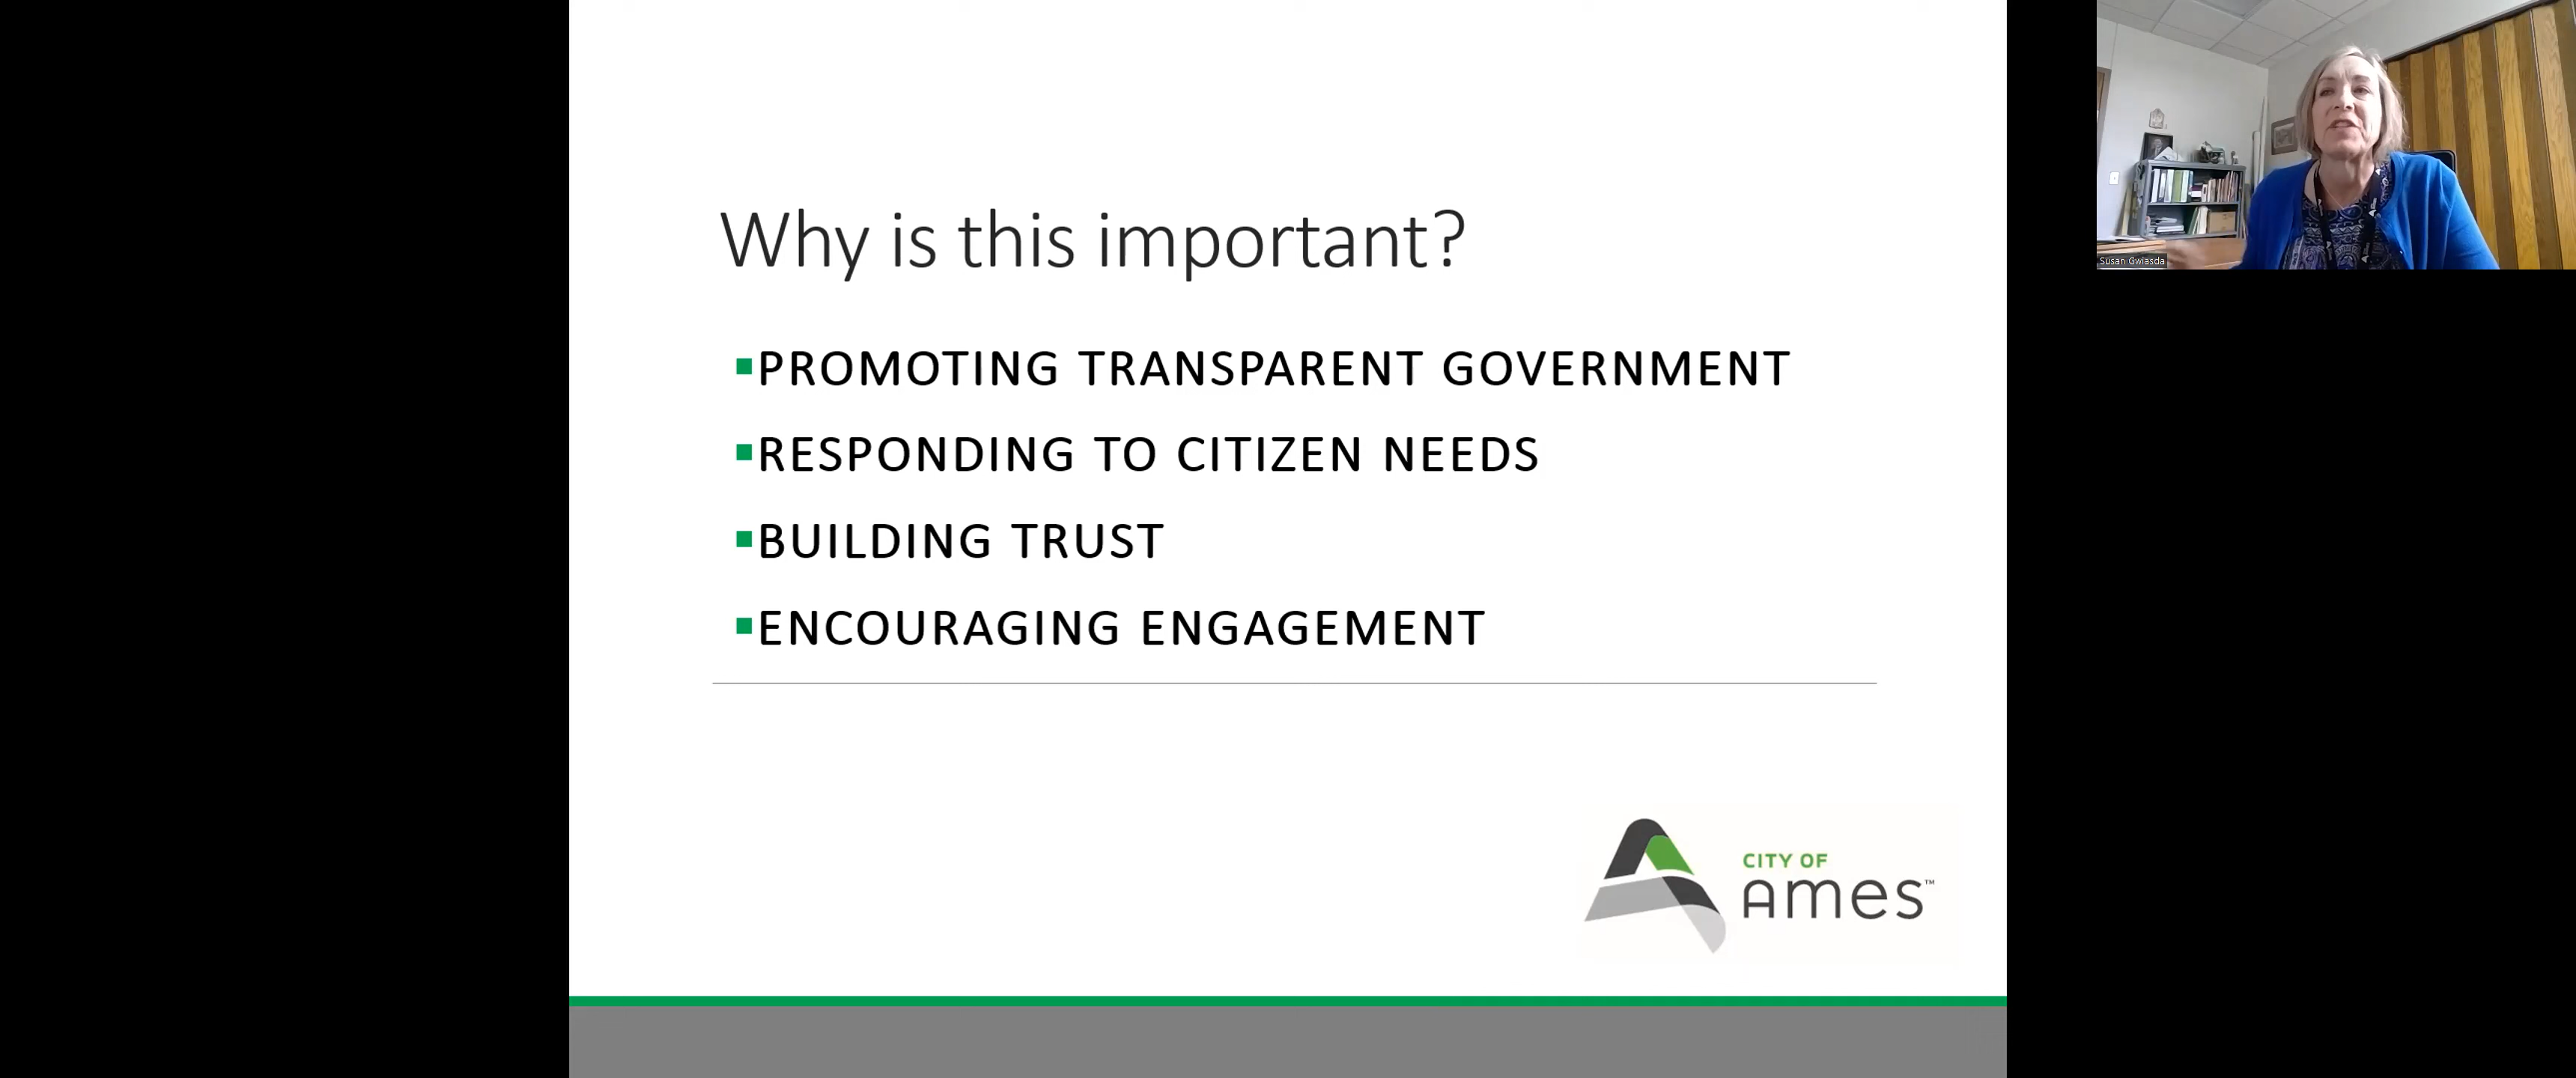 Why is this important?
▪PROMOTING TRANSPARENT GOVERNMENT
▪RESPONDING TO CITIZEN NEEDS
▪BUILDING TRUST
▪ENCOURAGING ENGAGEMENT
CITY OF
Ames™
Susan Gwiasda